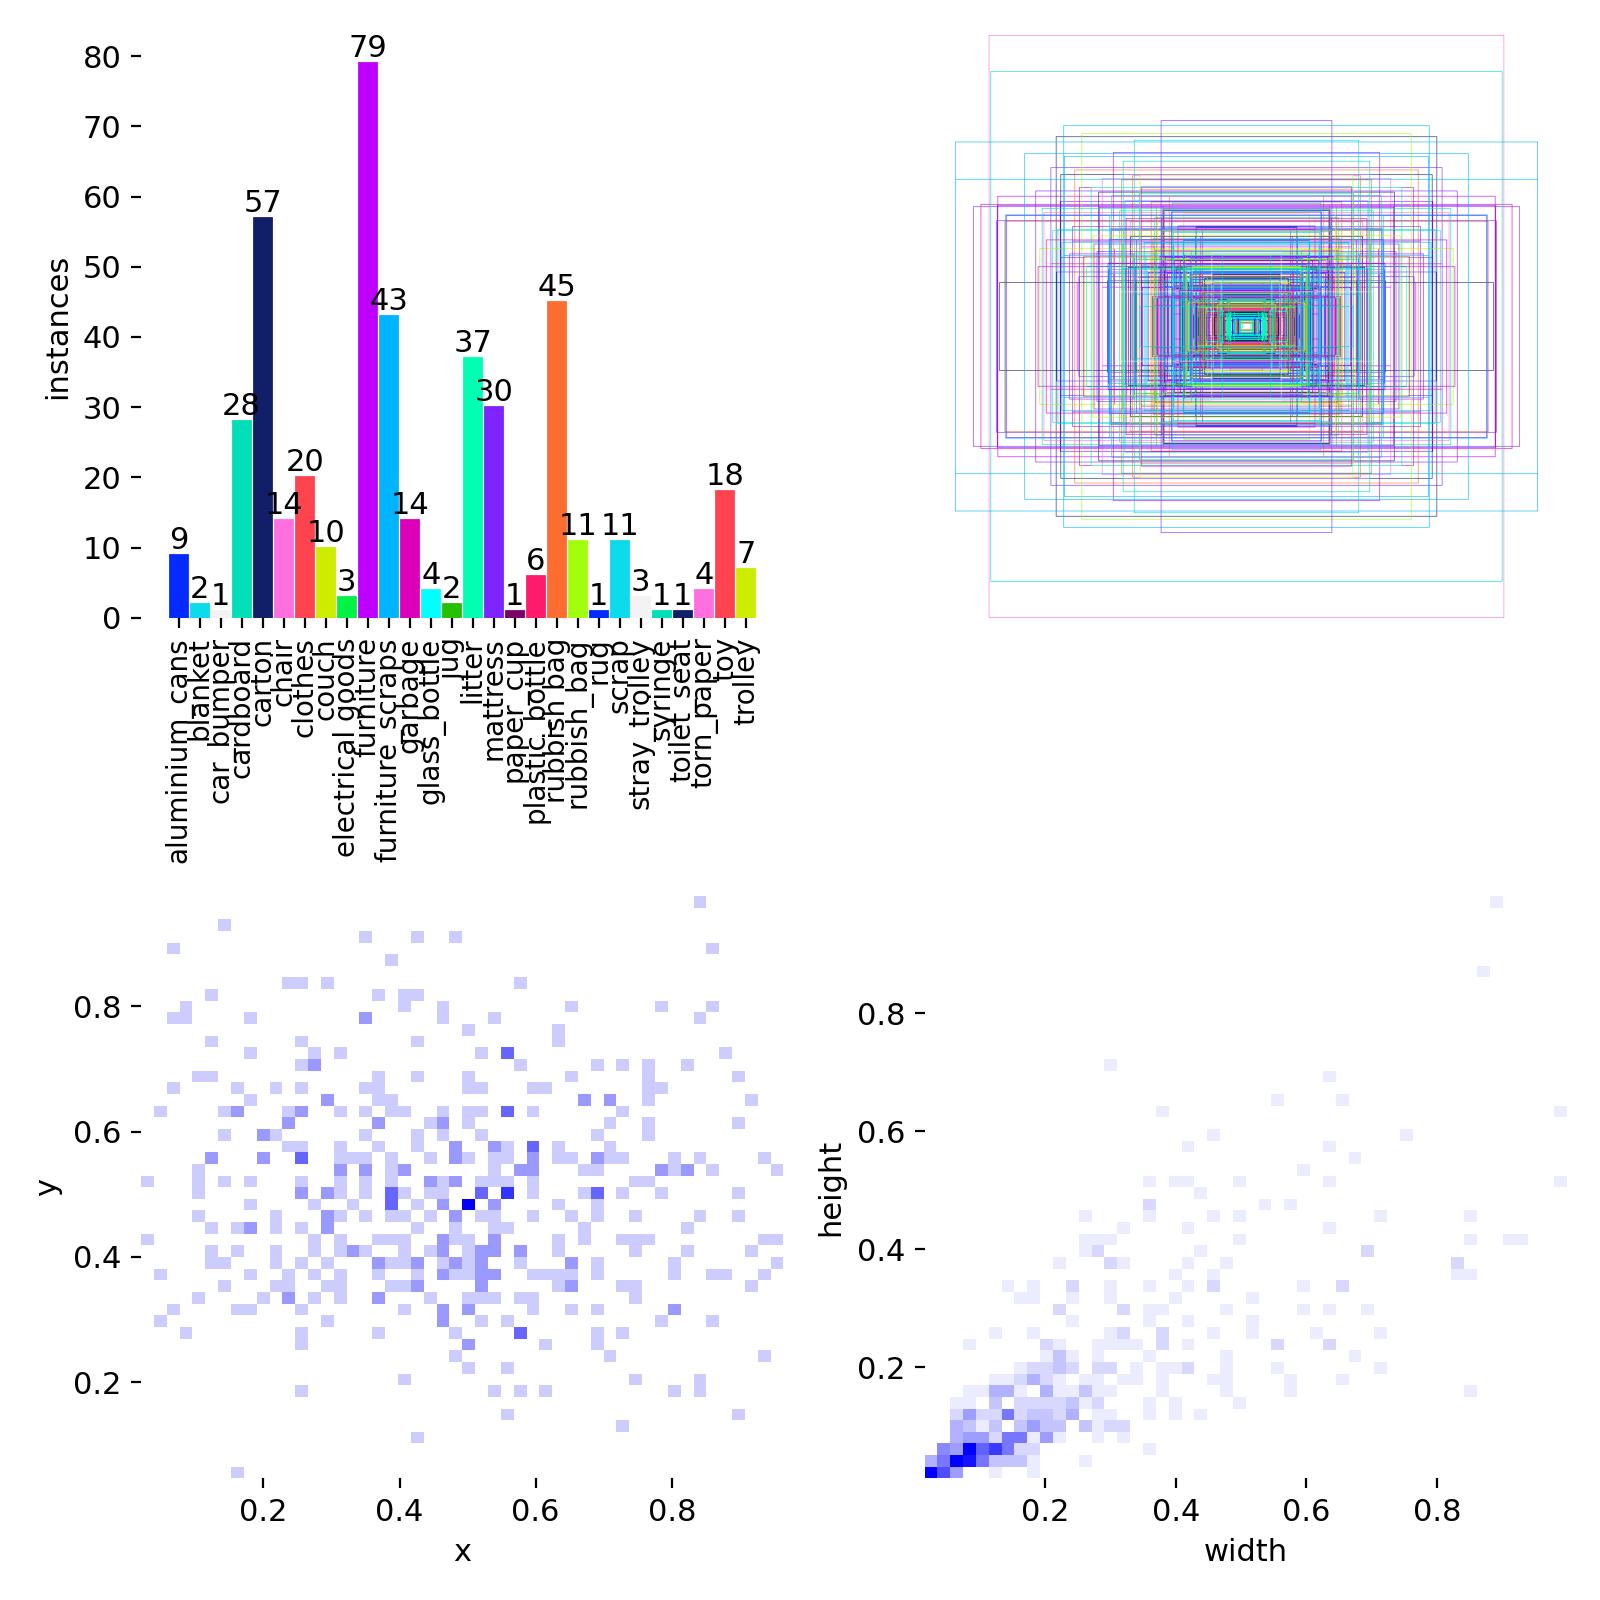 instances
80
70
60
50
40
30
20
10
0
9
2
1
28
57
14
20
10
3
79
43
14
4
2
37
30
1
6
45
11
1
11
3
1
1
4
18
7
aluminium_cans
blanket
car_bumper
cardboard
carton
chair
clothes
couch
electrical_goods
furniture
furniture_scraps
garbage
glass_bottle
jug
litter
mattress
paper_cup
plastic_bottle
rubbish bag
rubbish_bag
rug
scrap
stray_trolley
syringe
toilet_seat
torn_paper
toy
trolley
y
0.8
0.6
0.4
0.2
0.2 0.4 0.6 0.8
x
height
0.8
0.6
0.4
0.2
0.2 0.4 0.6 0.8
width